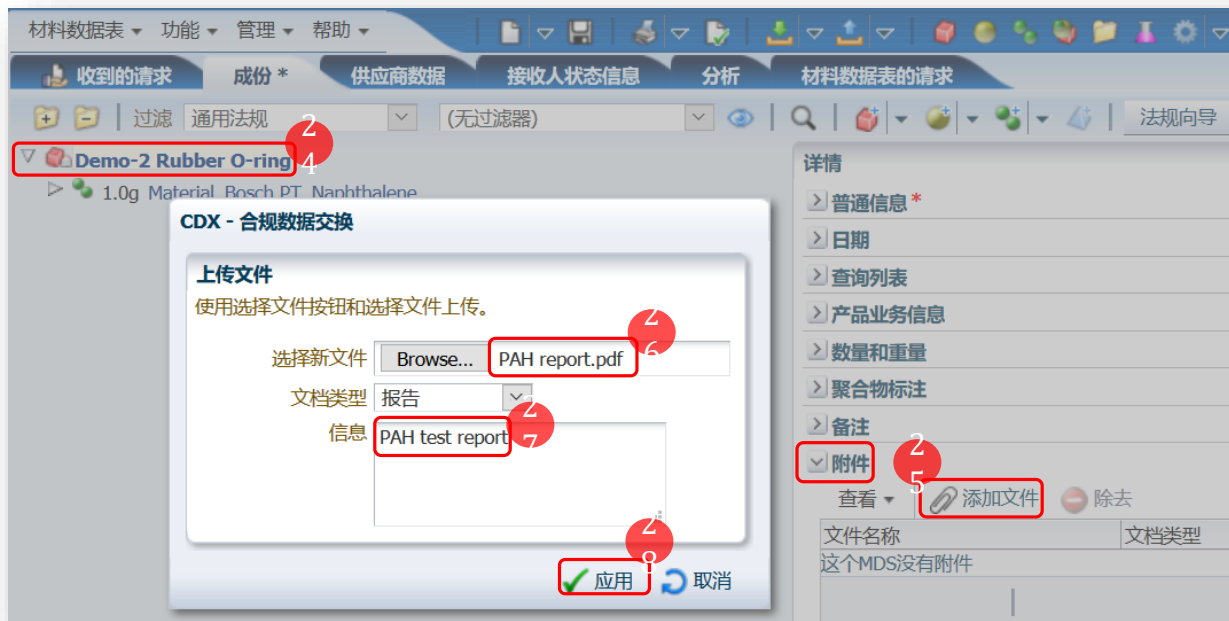 材料数据表 功能 管理 帮助
收到的请求 成份 * 供应商数据 接收人状态信息 分析 材料数据表的请求
过滤 通用法规 (无过滤器) 法规向导
24
Demo-2 Rubber O-ring
1.0g Material, Bosch PT, Naphthalene
CDX - 合规数据交换
上传文件
使用选择文件按钮和选择文件上传。
26
选择新文件 Browse... PAH report.pdf
文档类型 报告
27
信息 PAH test report
28
应用 取消
详情
普通信息*
日期
查询列表
产品业务信息
数量和重量
聚合物标注
备注
附件
25
查看 添加文件 除去
文件名称 文档类型
这个MDS没有附件